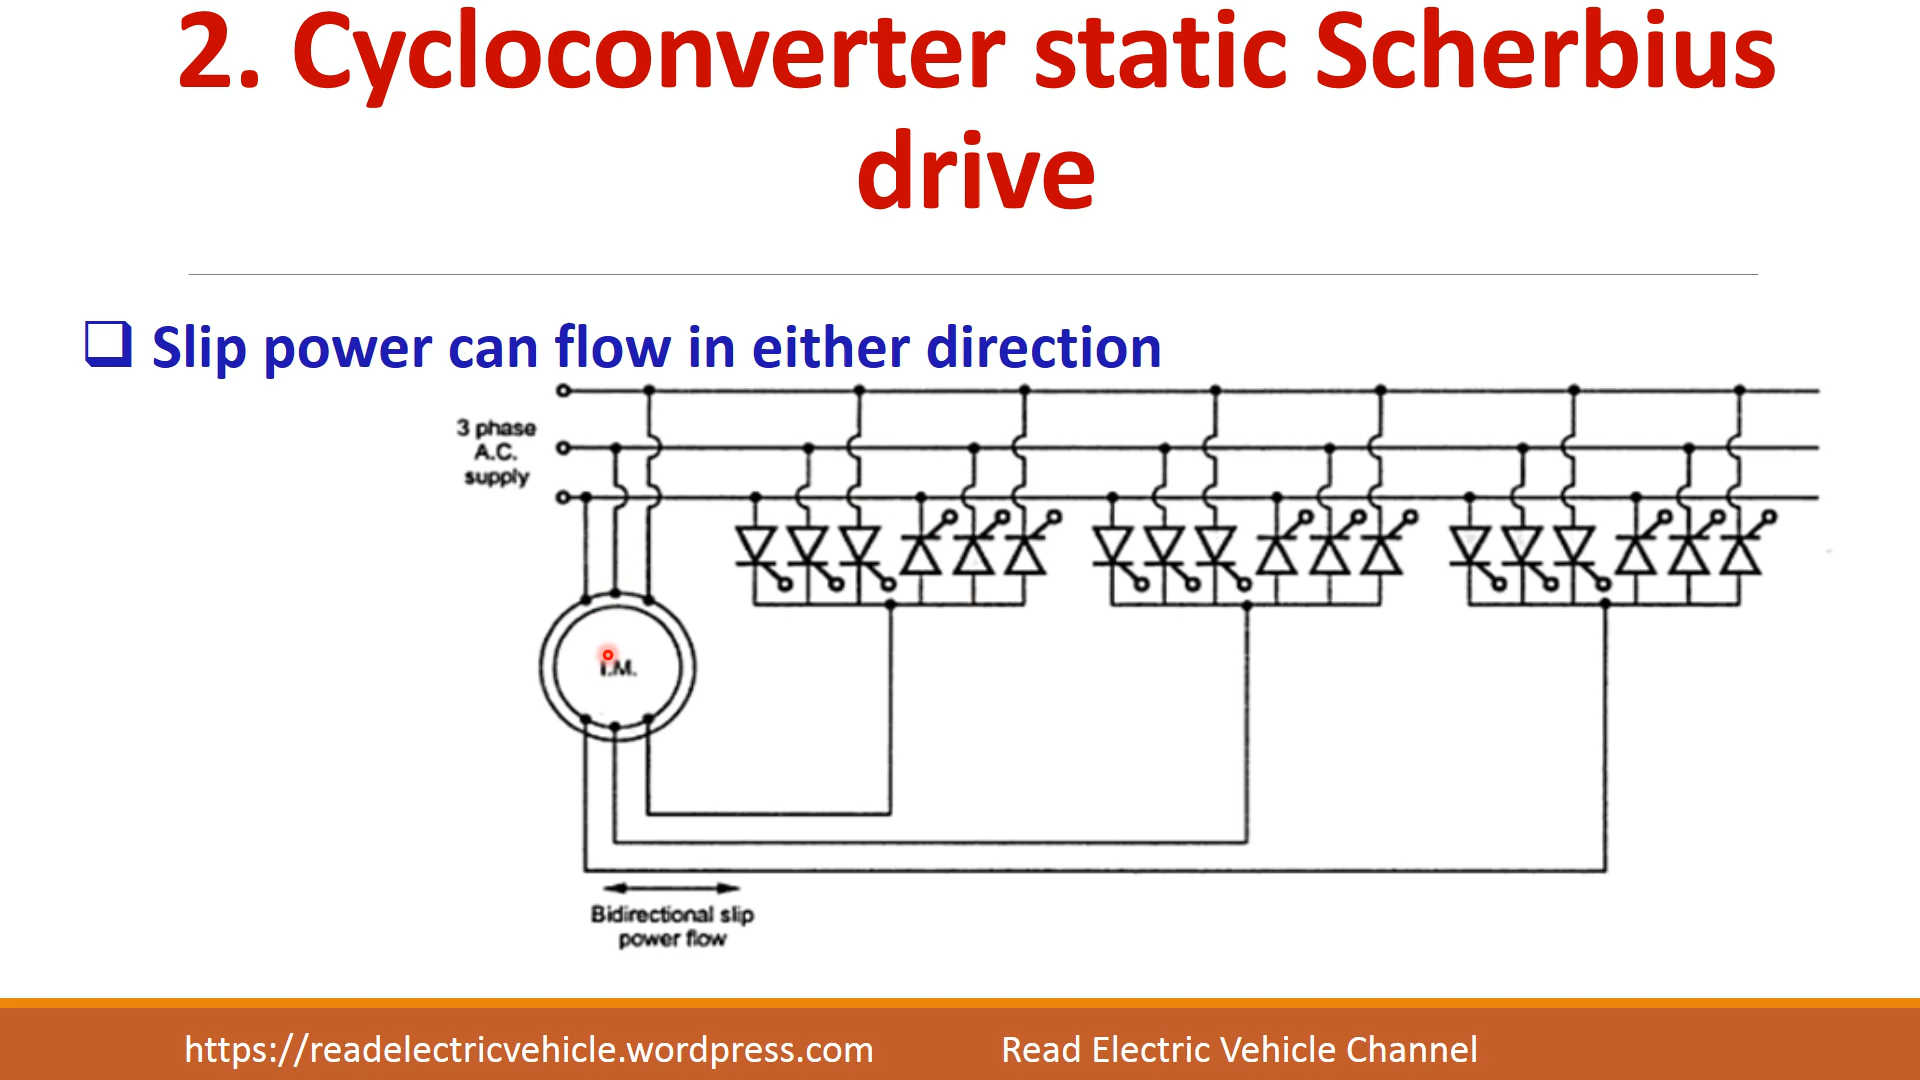 2. Cycloconverter static Scherbius
drive
Slip power can flow in either direction
3 phase
A.C.
supply
I.M.
Bidirectional slip
power flow
https://readelectricvehicle.wordpress.com
Read Electric Vehicle Channel